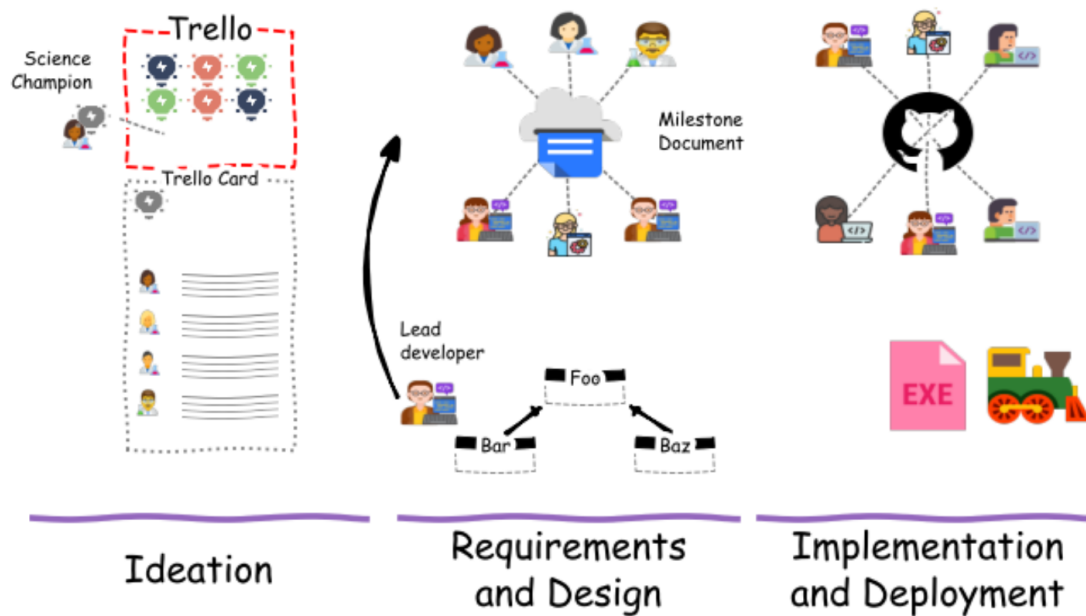 Trello
Science
Champion
Trello Card
Milestone
Document
Lead
developer
Foo
Bar
Baz
EXE
Ideation
Requirements
and Design
Implementation
and Deployment